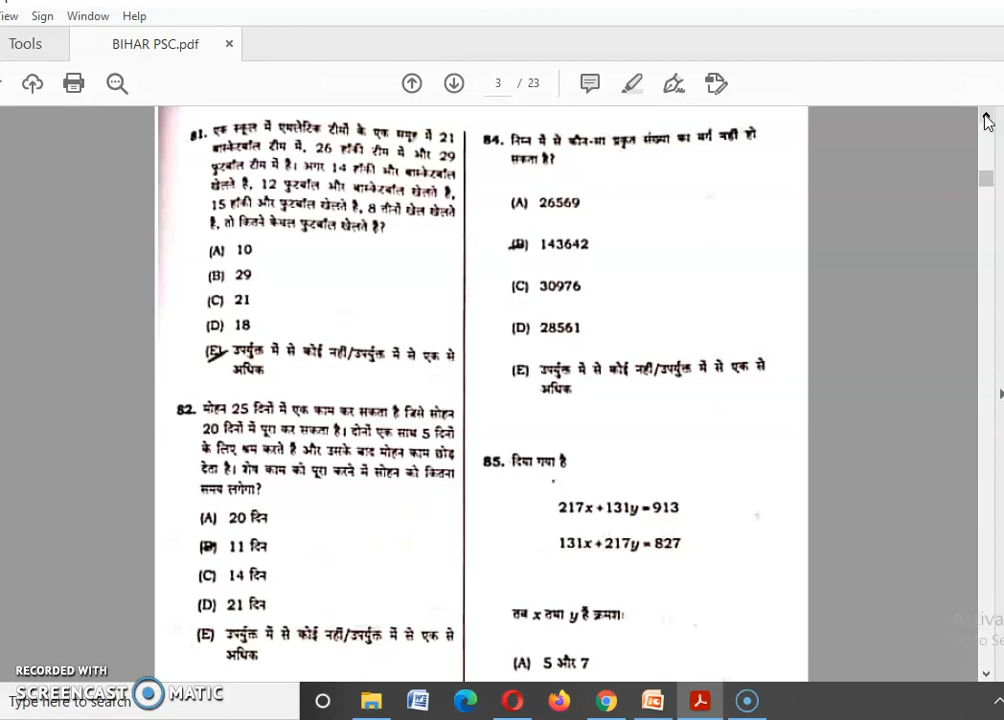 View Sign Window Help
Tools
BIHAR PSC.pdf ×
3 / 23
81. एक स्कूल में एथलेटिक टीमों के एक समूह में 21
बास्केटबॉल टीम में, 26 हॉकी टीम में और 29
फुटबॉल टीम में है। अगर 14 हॉकी और बास्केटबॉल
खेलते है, 12 फुटबॉल और बास्केटबॉल खेलते है,
15 हॉकी और फुटबॉल खेलते है, 8 तीनों खेल खेलते
है, तो कितने केवल फुटबॉल खेलते है?
(A) 10
(B) 29
(C) 21
(D) 18
(E) उपर्युक्त में से कोई नहीं/उपर्युक्त में से एक से
अधिक
82. मोहन 25 दिनों में एक काम कर सकता है जिसे सोहन
20 दिनों में पूरा कर सकता है। दोनों एक साथ 5 दिनों
के लिए श्रम करते हैं और उसके बाद मोहन काम छोड़
देता है। शेष काम को पूरा करने में सोहन को कितना
समय लगेगा?
(A) 20 दिन
(B) 11 दिन
(C) 14 दिन
(D) 21 दिन
(E) उपर्युक्त में से कोई नहीं/उपर्युक्त में से एक से
अधिक
84. निम्न में से कौन-सा प्रकृत संख्या का वर्ग नहीं हो
सकता है?
(A) 26569
(B) 143642
(C) 30976
(D) 28561
(E) उपर्युक्त में से कोई नहीं/उपर्युक्त में से एक से
अधिक
85. दिया गया है
217x+131y=913
131x+217y=827
तब x तथा y हैं क्रमशः
(A) 5 और 7
RECORDED WITH
SCREENCAST MATIC
Type here to search